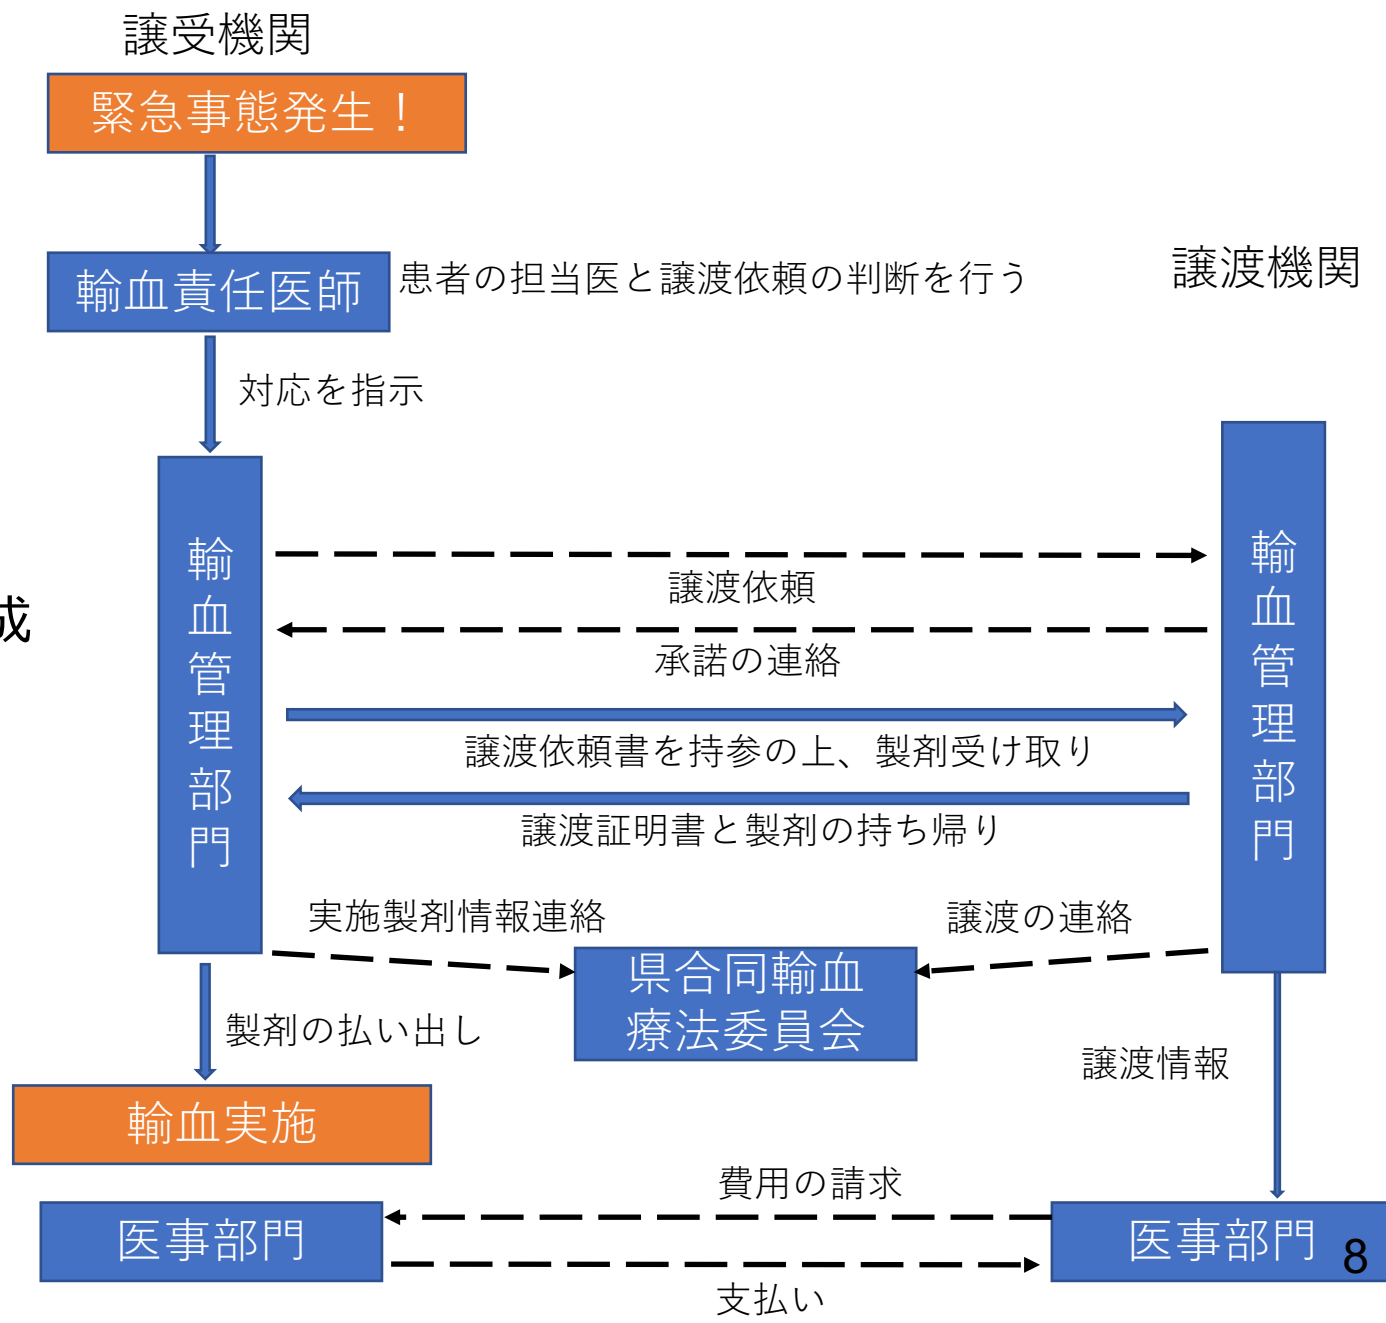 譲受機関
緊急事態発生！
輸血責任医師
患者の担当医と譲渡依頼の判断を行う
譲渡機関
対応を指示
輸血管理部門
輸血管理部門
譲渡依頼
成
承諾の連絡
譲渡依頼書を持参の上、製剤受け取り
譲渡証明書と製剤の持ち帰り
実施製剤情報連絡
譲渡の連絡
県合同輸血
療法委員会
製剤の払い出し
譲渡情報
輸血実施
費用の請求
医事部門
医事部門
8
支払い